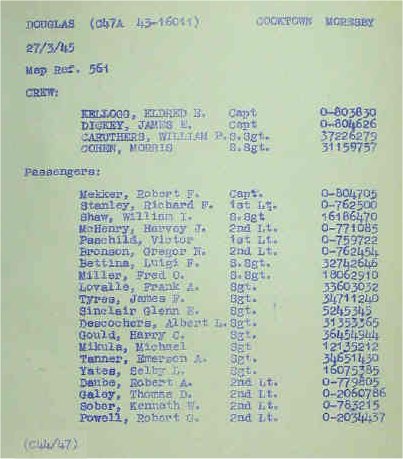 DOUGLAS (C47A 43-16011) COOKTOWN MORESBY
27/3/45
Map Ref. 561
CREW:
KELLOGG, ELDRED E. Capt 0-803830
DICKEY, JAMES E. Capt 0-804626
CARUTHERS, WILLIAM P. S.Sgt. 37226279
COHEN, MORRIS S.Sgt. 31159757
Passengers:
Mekker, Robert F. Capt. 0-804705
Stanley, Richard F. 1st Lt. 0-762500
Shaw, William I. S.Sgt 16186470
McHenry, Harvey J. 2nd Lt. 0-771085
Paschild, Victor 1st Lt. 0-759722
Bronson, Gregor N. 2nd Lt. 0-762454
Bettina, Luigi F. S.Sgt. 32742646
Miller, Fred O. S.Sgt. 18062910
Lovalle, Frank A. Sgt. 33603032
Tyres, James F. Sgt. 34711240
Sinclair Glenn E. Sgt. 5245345
Descochers, Albert L. Sgt. 31353365
Gould, Harry C. Sgt. 36454944
Mikula, Michael Sgt. 12135212
Tanner, Emerson A. Sgt. 34651430
Yates, Selby L. Sgt. 16075385
Daube, Robert A. 2nd Lt. 0-779805
Galey, Thomas D. 2nd Lt. 0-2060786
Sober, Kenneth W. 2nd Lt. 0-763215
Powell, Robert G. 2nd Lt. 0-2034437
(C44/47)